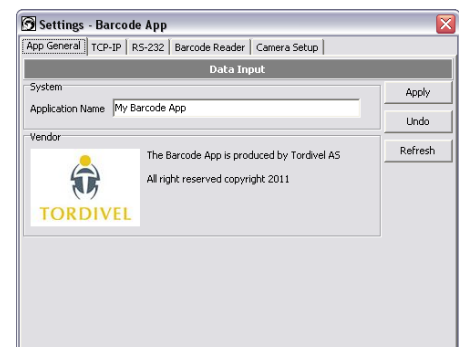 Settings - Barcode App
App General TCP-IP RS-232 Barcode Reader Camera Setup
Data Input
System
Application Name My Barcode App
Apply
Undo
Refresh
Vendor
TORDIVEL
The Barcode App is produced by Tordivel AS
All right reserved copyright 2011